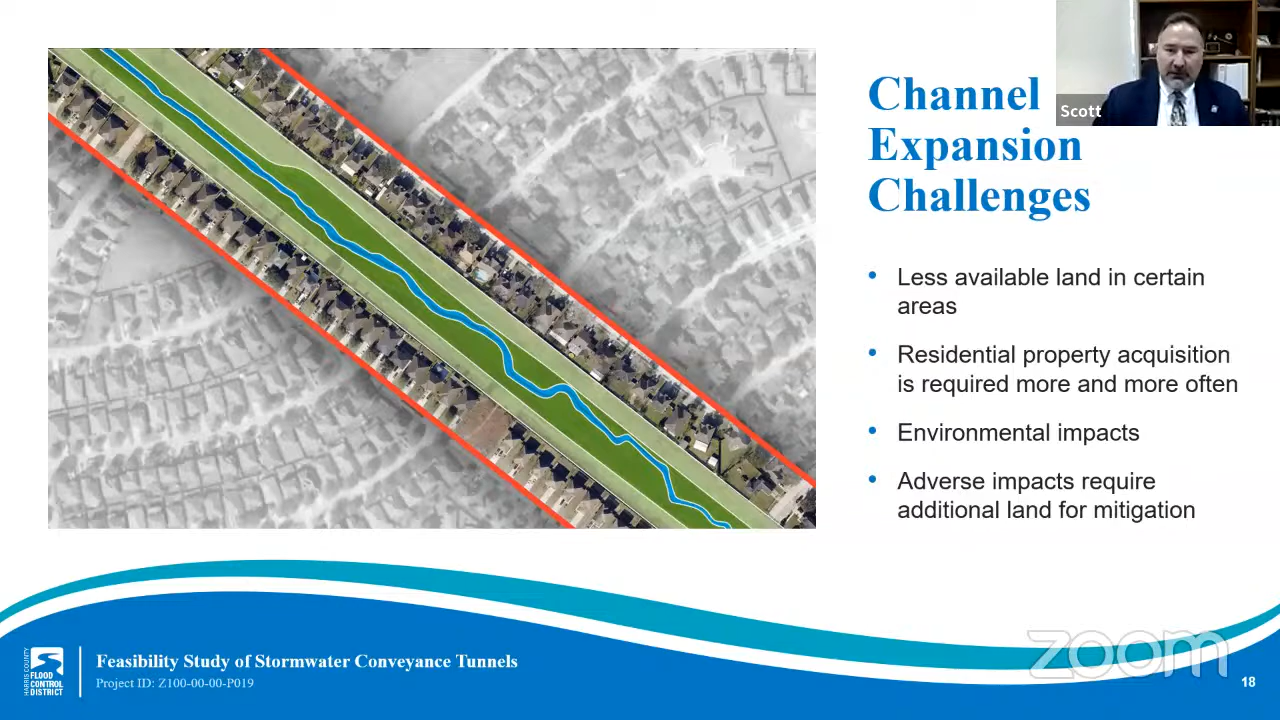 Scott
Channel
Expansion
Challenges
• Less available land in certain
areas
• Residential property acquisition
is required more and more often
• Environmental impacts
• Adverse impacts require
additional land for mitigation
HARRIS COUNTY
FLOOD
CONTROL
DISTRICT
Feasibility Study of Stormwater Conveyance Tunnels
Project ID: Z100-00-00-P019
zoom
18